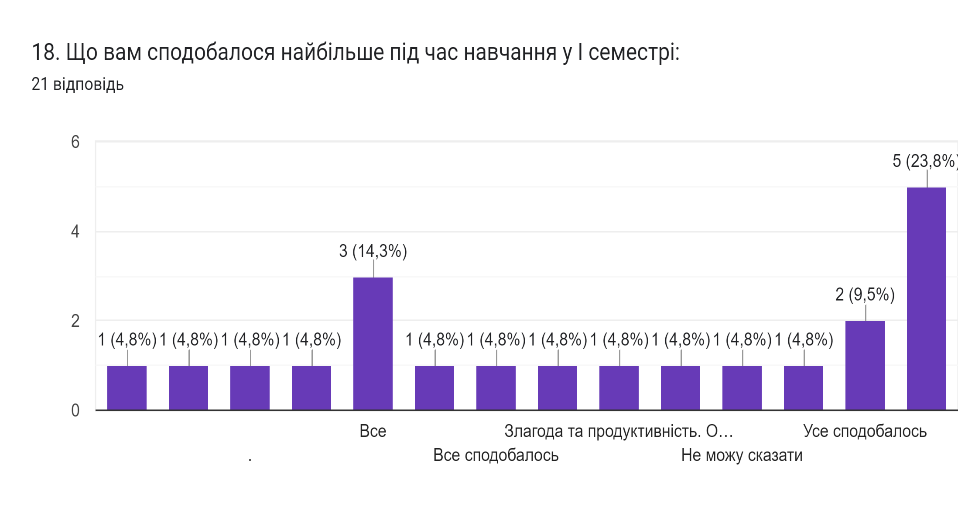 18. Що вам сподобалося найбільше під час навчання у І семестрі:
21 відповідь
6
5 (23,8%)
4
3 (14,3%)
2 (9,5%)
1 (4,8%) 1 (4,8%) 1 (4,8%) 1 (4,8%) 1 (4,8%) 1 (4,8%) 1 (4,8%) 1 (4,8%) 1 (4,8%) 1 (4,8%) 1 (4,8%)
2
0
Все Злагода та продуктивність. О… Усе сподобалось
. Все сподобалось Не можу сказати